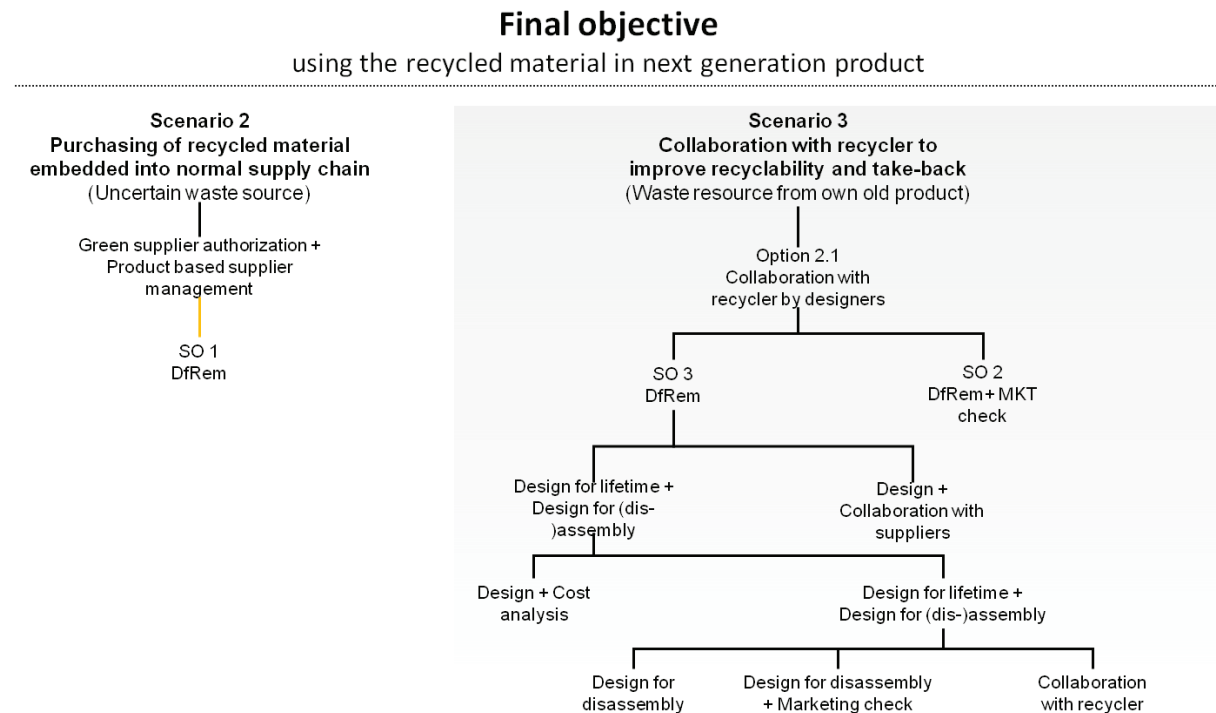 Final objective
using the recycled material in next generation product
Scenario 2
Purchasing of recycled material
embedded into normal supply chain
(Uncertain waste source)
Green supplier authorization +
Product based supplier
management
SO 1
DfRem
Scenario 3
Collaboration with recycler to
improve recyclability and take-back
(Waste resource from own old product)
Option 2.1
Collaboration with
recycler by designers
SO 3
DfRem
SO 2
DfRem+ MKT
check
Design for lifetime +
Design for (dis-
)assembly
Design +
Collaboration with
suppliers
Design + Cost
analysis
Design for lifetime +
Design for (dis-)assembly
Design for
disassembly
Design for disassembly
+ Marketing check
Collaboration
with recycler